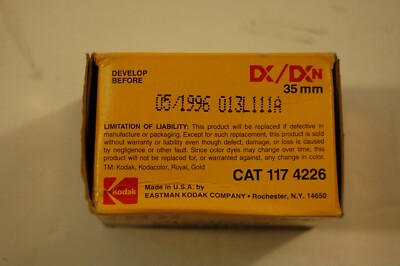 DEVELOP
BEFORE
DX/DXN
35 mm
05/1996 013L111A
LIMITATION OF LIABILITY: This product will be replaced if defective in
manufacture or packaging. Except for such replacement, this product is sold
without warranty or liability even though defect, damage, or loss is caused
by negligence or other fault. Since color dyes may change over time, this
product will not be replaced for, or warranted against, any change in color.
TM: Kodak, Kodacolor, Royal, Gold
CAT 117 4226
Kodak
Made in U.S.A. by
EASTMAN KODAK COMPANY • Rochester, N.Y. 14650